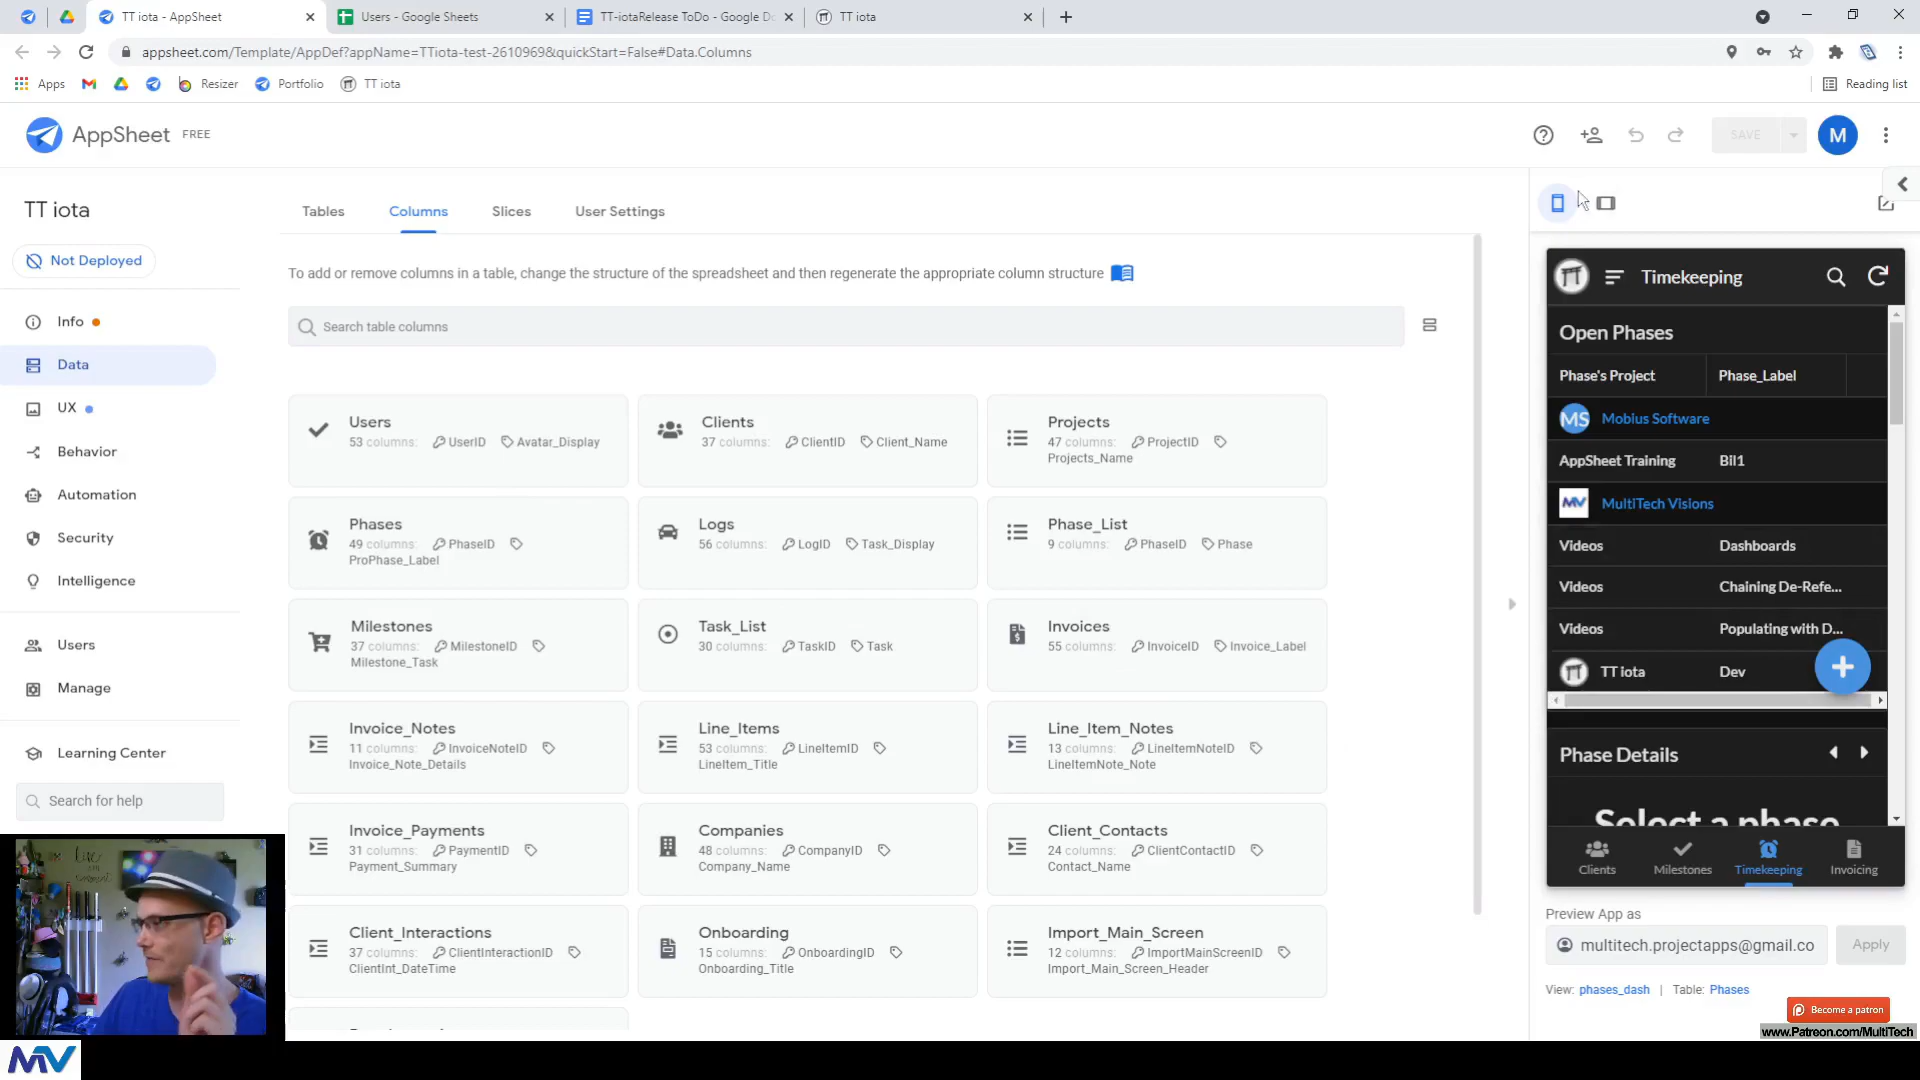 TT iota - AppSheet
Users - Google Sheets
TT-iotaRelease ToDo - Google Do
TT iota
appsheet.com/Template/AppDef?appName=TTiota-test-2610969&quickStart=False#Data.Columns
Apps
Resizer
Portfolio
TT iota
Reading list
AppSheet
FREE
SAVE
M
TT iota
Not Deployed
Info
Data
UX
Behavior
Automation
Security
Intelligence
Users
Manage
Learning Center
Search for help
Tables
Columns
Slices
User Settings
To add or remove columns in a table, change the structure of the spreadsheet and then regenerate the appropriate column structure
Search table columns
Users
53 columns: UserID Avatar_Display
Clients
37 columns: ClientID Client_Name
Projects
47 columns: ProjectID
Projects_Name
Phases
49 columns: PhaseID
ProPhase_Label
Logs
56 columns: LogID Task_Display
Phase_List
9 columns: PhaseID Phase
Milestones
37 columns: MilestoneID
Milestone_Task
Task_List
30 columns: TaskID Task
Invoices
55 columns: InvoiceID Invoice_Label
Invoice_Notes
11 columns: InvoiceNoteID
Invoice_Note_Details
Line_Items
53 columns: LineItemID
LineItem_Title
Line_Item_Notes
13 columns: LineItemNoteID
LineItemNote_Note
Invoice_Payments
31 columns: PaymentID
Payment_Summary
Companies
48 columns: CompanyID
Company_Name
Client_Contacts
24 columns: ClientContactID
Contact_Name
Client_Interactions
37 columns: ClientInteractionID
ClientInt_DateTime
Onboarding
15 columns: OnboardingID
Onboarding_Title
Import_Main_Screen
12 columns: ImportMainScreenID
Import_Main_Screen_Header
Timekeeping
Open Phases
Phase's Project
Phase_Label
MS
Mobius Software
AppSheet Training
Bil1
MV
MultiTech Visions
Videos
Dashboards
Videos
Chaining De-Refe...
Videos
Populating with D...
TT iota
Dev
Phase Details
Select a phase
Clients
Milestones
Timekeeping
Invoicing
Preview App as
multitech.projectapps@gmail.co
Apply
View: phases_dash | Table: Phases
Become a patron
www.Patreon.com/MultiTech
MV